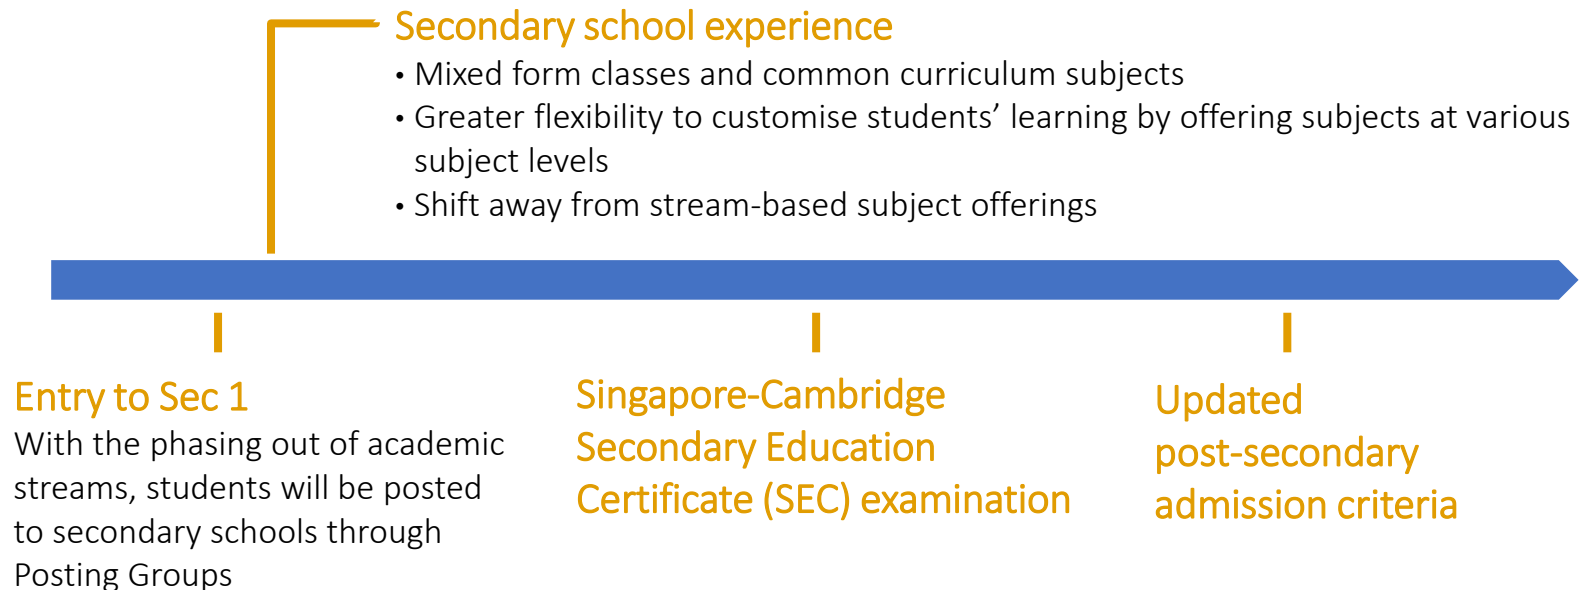 Secondary school experience
• Mixed form classes and common curriculum subjects
• Greater flexibility to customise students’ learning by offering subjects at various
subject levels
• Shift away from stream-based subject offerings
Entry to Sec 1
With the phasing out of academic
streams, students will be posted
to secondary schools through
Posting Groups
Singapore-Cambridge
Secondary Education
Certificate (SEC) examination
Updated
post-secondary
admission criteria